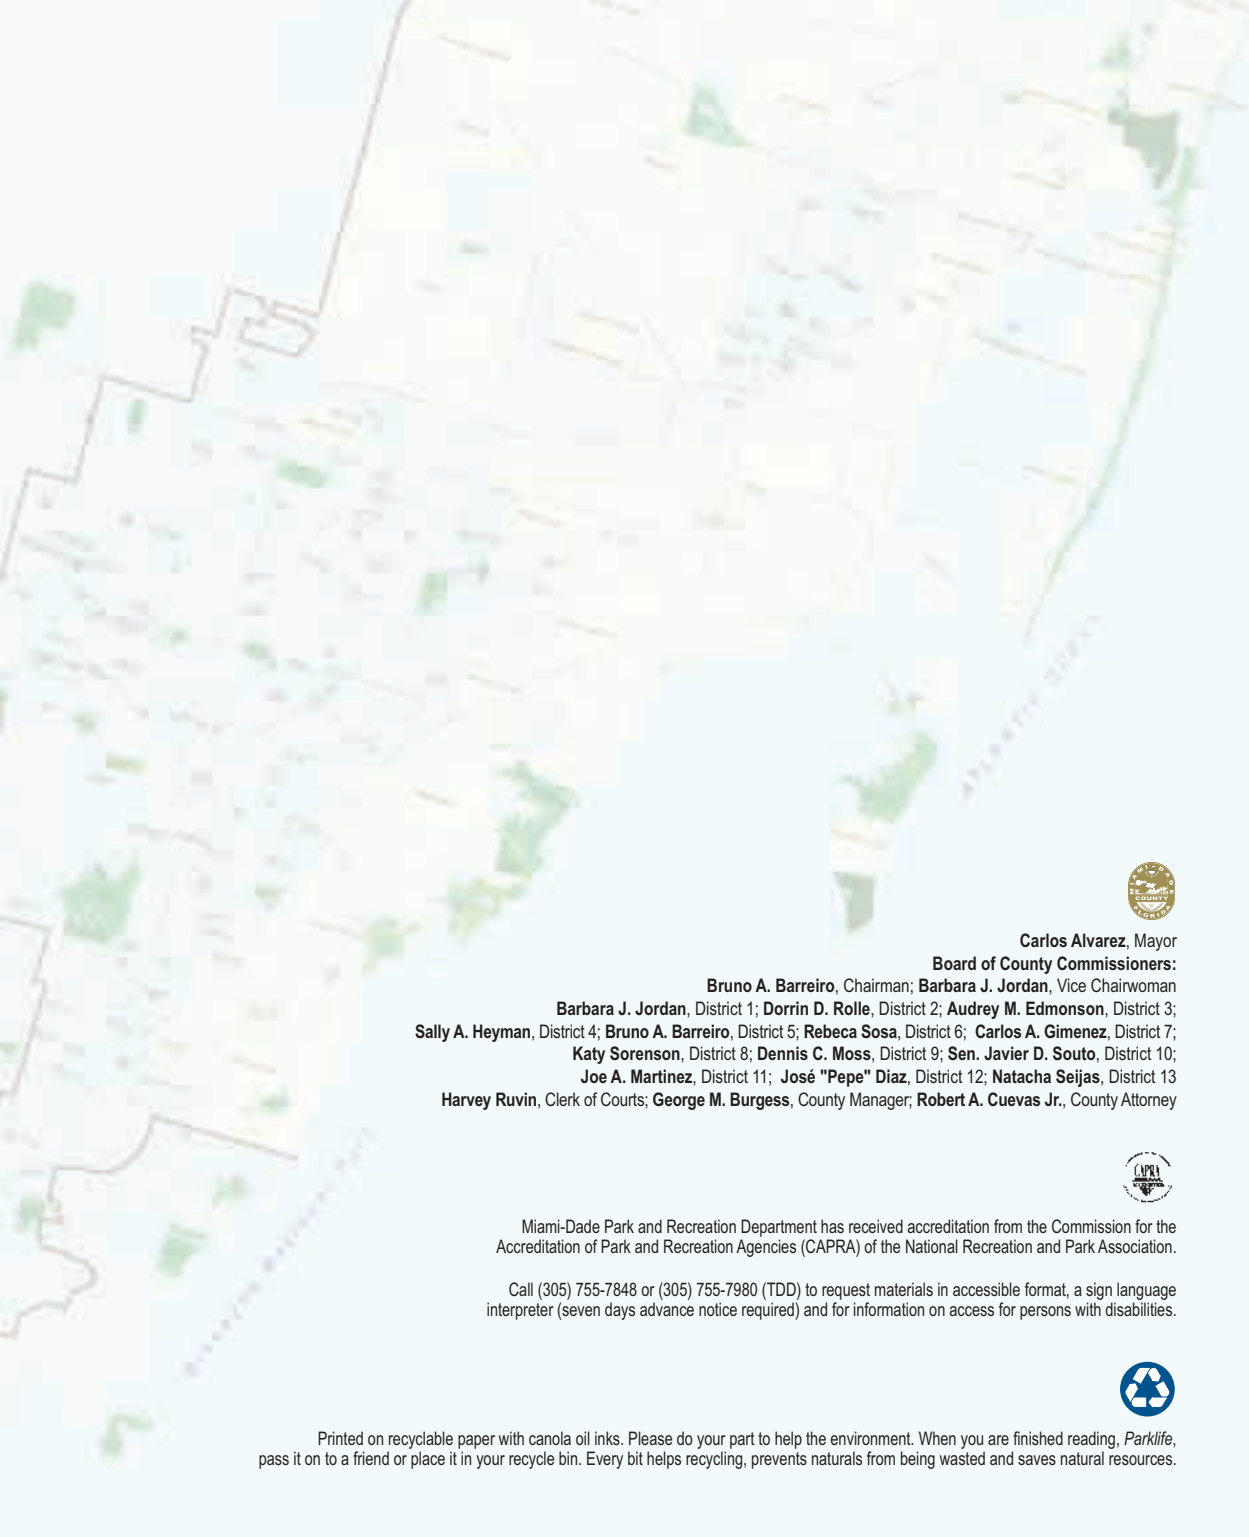 ATLANTIC OCEAN
MIAMI-DADE
COUNTY
FLORIDA
Carlos Alvarez, Mayor
Board of County Commissioners:
Bruno A. Barreiro, Chairman; Barbara J. Jordan, Vice Chairwoman
Barbara J. Jordan, District 1; Dorrin D. Rolle, District 2; Audrey M. Edmonson, District 3;
Sally A. Heyman, District 4; Bruno A. Barreiro, District 5; Rebeca Sosa, District 6; Carlos A. Gimenez, District 7;
Katy Sorenson, District 8; Dennis C. Moss, District 9; Sen. Javier D. Souto, District 10;
Joe A. Martinez, District 11; José "Pepe" Diaz, District 12; Natacha Seijas, District 13
Harvey Ruvin, Clerk of Courts; George M. Burgess, County Manager; Robert A. Cuevas Jr., County Attorney
CAPRA
Miami-Dade Park and Recreation Department has received accreditation from the Commission for the
Accreditation of Park and Recreation Agencies (CAPRA) of the National Recreation and Park Association.
Call (305) 755-7848 or (305) 755-7980 (TDD) to request materials in accessible format, a sign language
interpreter (seven days advance notice required) and for information on access for persons with disabilities.
Printed on recyclable paper with canola oil inks. Please do your part to help the environment. When you are finished reading, Parklife,
pass it on to a friend or place it in your recycle bin. Every bit helps recycling, prevents naturals from being wasted and saves natural resources.